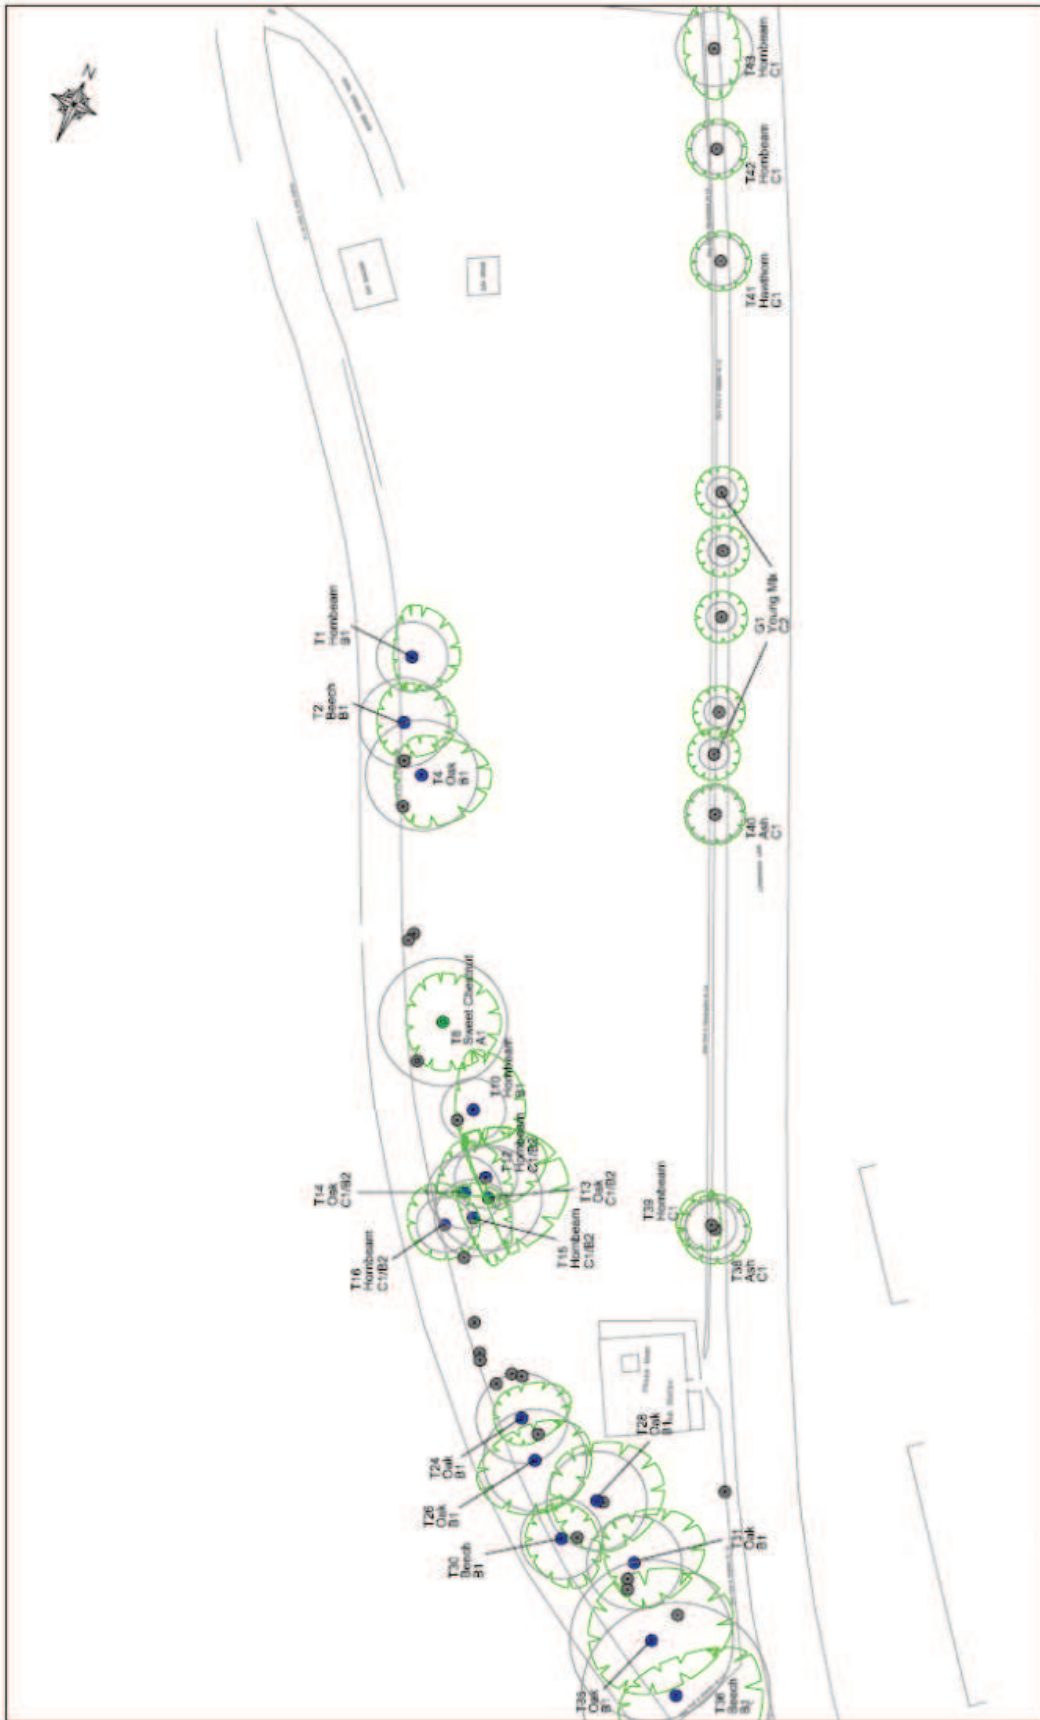 N
T43
Hornbeam
C1
T42
Hornbeam
C1
T41
Hawthorn
C1
T1
Hornbeam
B1
T2
Beech
B1
T4
Oak
B1
G1
Young Mix
C2
T40
Ash
C1
T8
Sweet Chestnut
A1
T10
Hornbeam
B1
T12
Hornbeam
C1/B2
T14
Oak
C1/B2
T13
Oak
C1/B2
T16
Hornbeam
C1/B2
T15
Hornbeam
C1/B2
T39
Hornbeam
C1
T38
Ash
C1
T24
Oak
B1
T26
Oak
B1
T28
Oak
B1
T30
Beech
B1
T31
Oak
B1
T35
Oak
B1
T36
Beech
B2